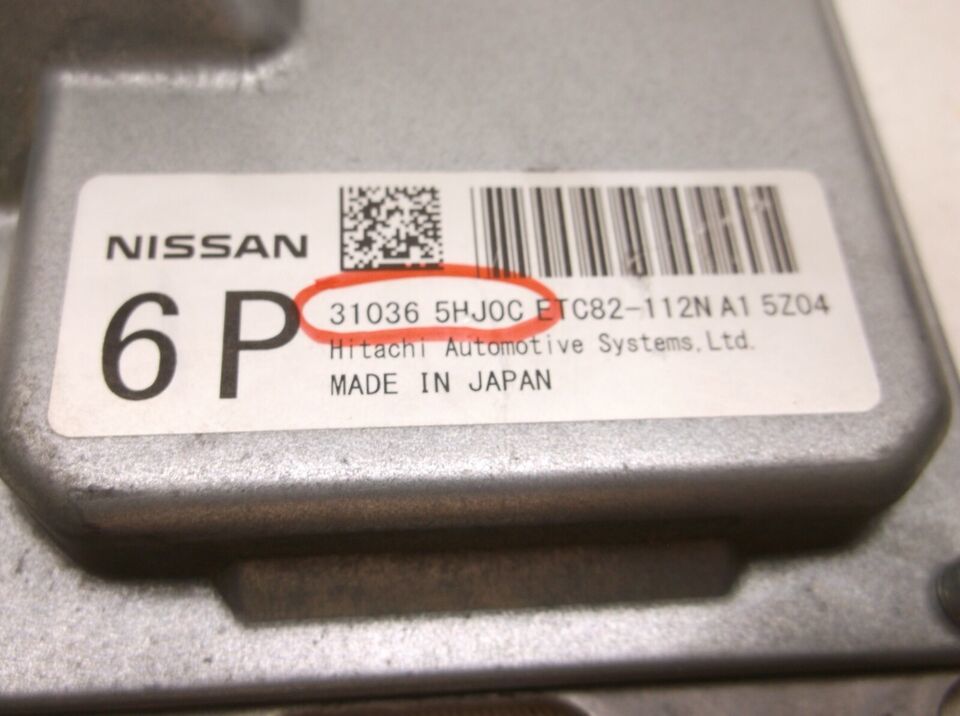 NISSAN
6P
31036 5HJ0C ETC82-112N A1 5Z04
Hitachi Automotive Systems,Ltd.
MADE IN JAPAN